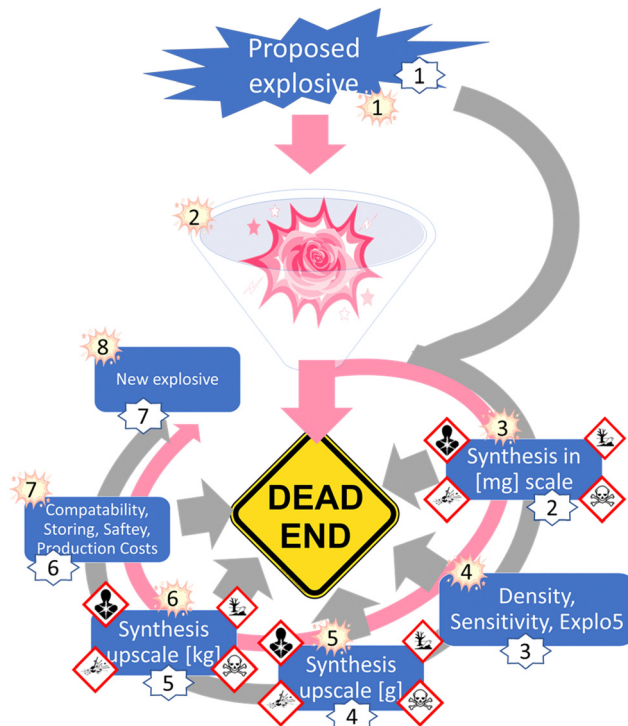 Proposed
explosive
1
1
2
8
New explosive
7
3
Synthesis in
[mg] scale
2
DEAD
END
7
Compatability,
Storing, Saftey,
Production Costs
6
4
Density,
Sensitivity, Explo5
3
6
Synthesis
upscale [kg]
5
5
Synthesis
upscale [g]
4